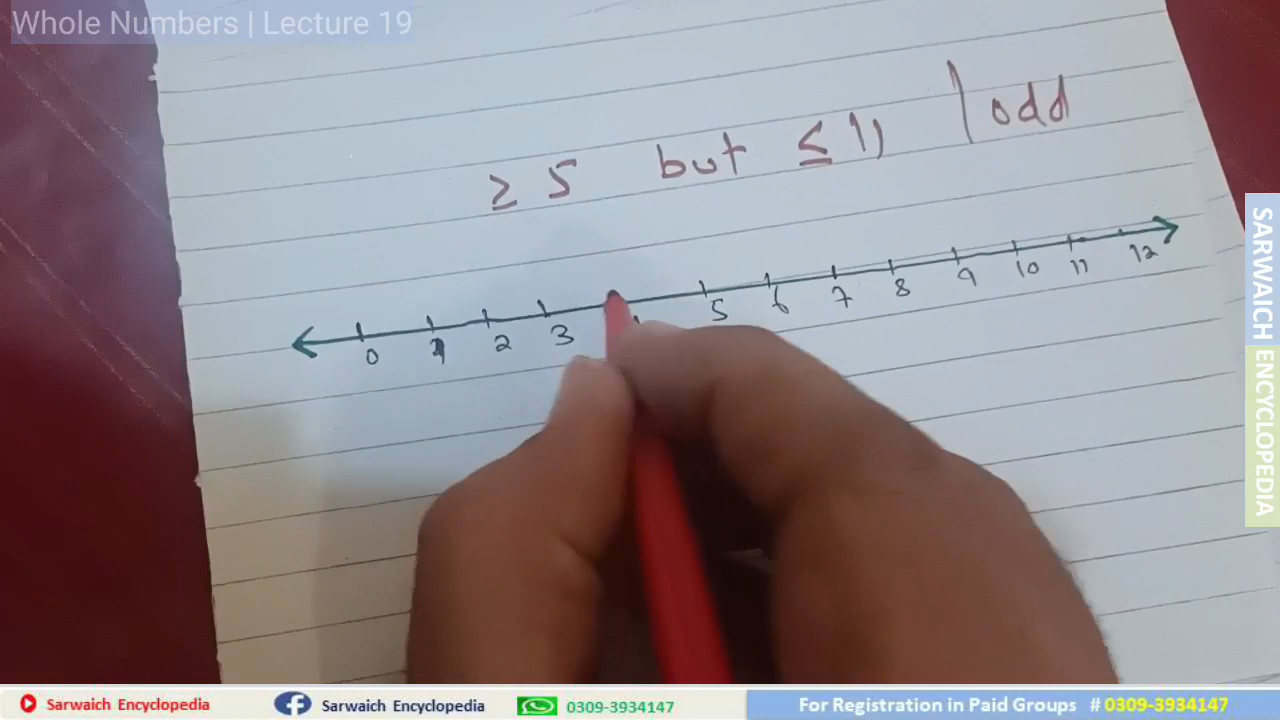 Whole Numbers | Lecture 19
≥ 5 but ≤ 11 | odd
0 1 2 3 5 6 7 8 9 10 11 12
SARWAICH ENCYCLOPEDIA
Sarwaich Encyclopedia Sarwaich Encyclopedia 0309-3934147 For Registration in Paid Groups # 0309-3934147